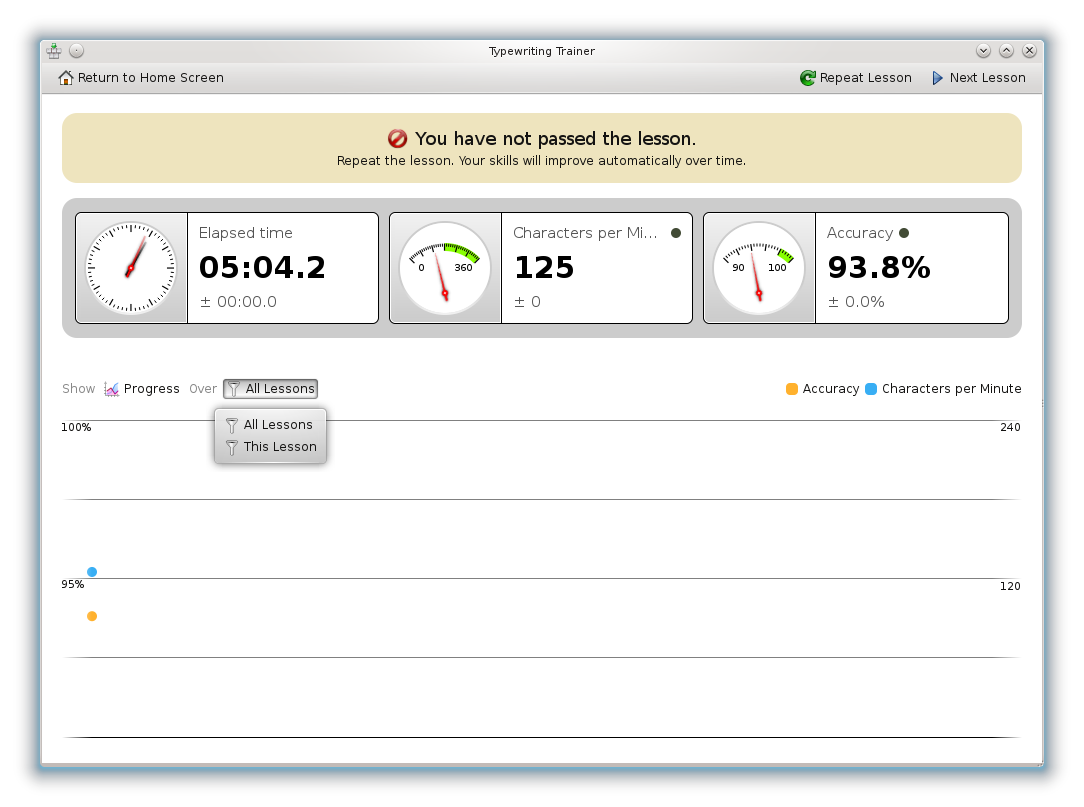 Typewriting Trainer
Return to Home Screen Repeat Lesson Next Lesson
You have not passed the lesson.
Repeat the lesson. Your skills will improve automatically over time.
Elapsed time
05:04.2
± 00:00.0
0 360
Characters per Mi...
125
± 0
90 100
Accuracy
93.8%
± 0.0%
Show Progress Over All Lessons Accuracy Characters per Minute
All Lessons
This Lesson
100% 240
95% 120